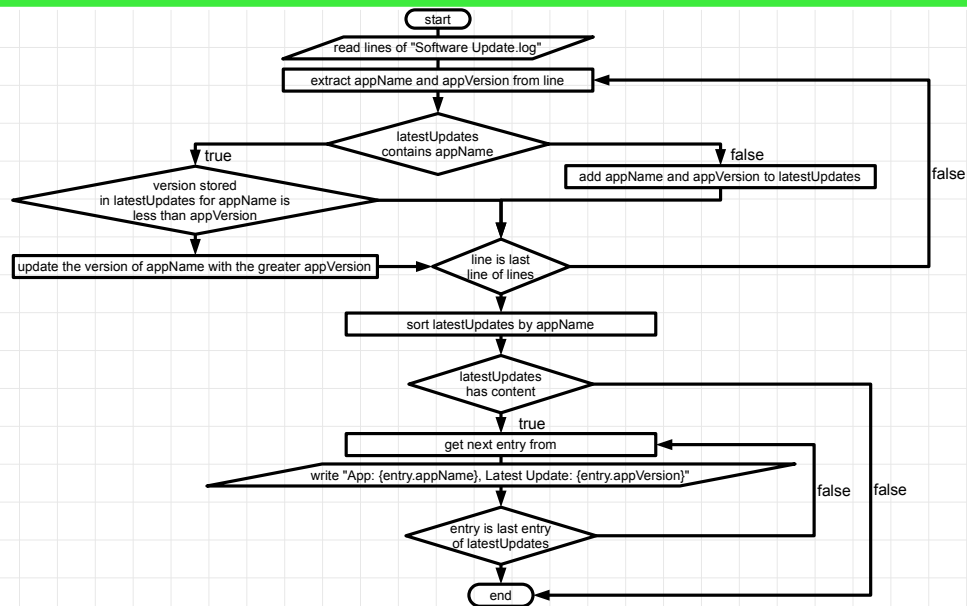 start
read lines of "Software Update.log"
extract appName and appVersion from line
latestUpdates
contains appName
true
false
version stored
in latestUpdates for appName is
less than appVersion
add appName and appVersion to latestUpdates
false
update the version of appName with the greater appVersion
line is last
line of lines
sort latestUpdates by appName
latestUpdates
has content
true
get next entry from
write "App: {entry.appName}, Latest Update: {entry.appVersion}"
false
false
entry is last entry
of latestUpdates
end